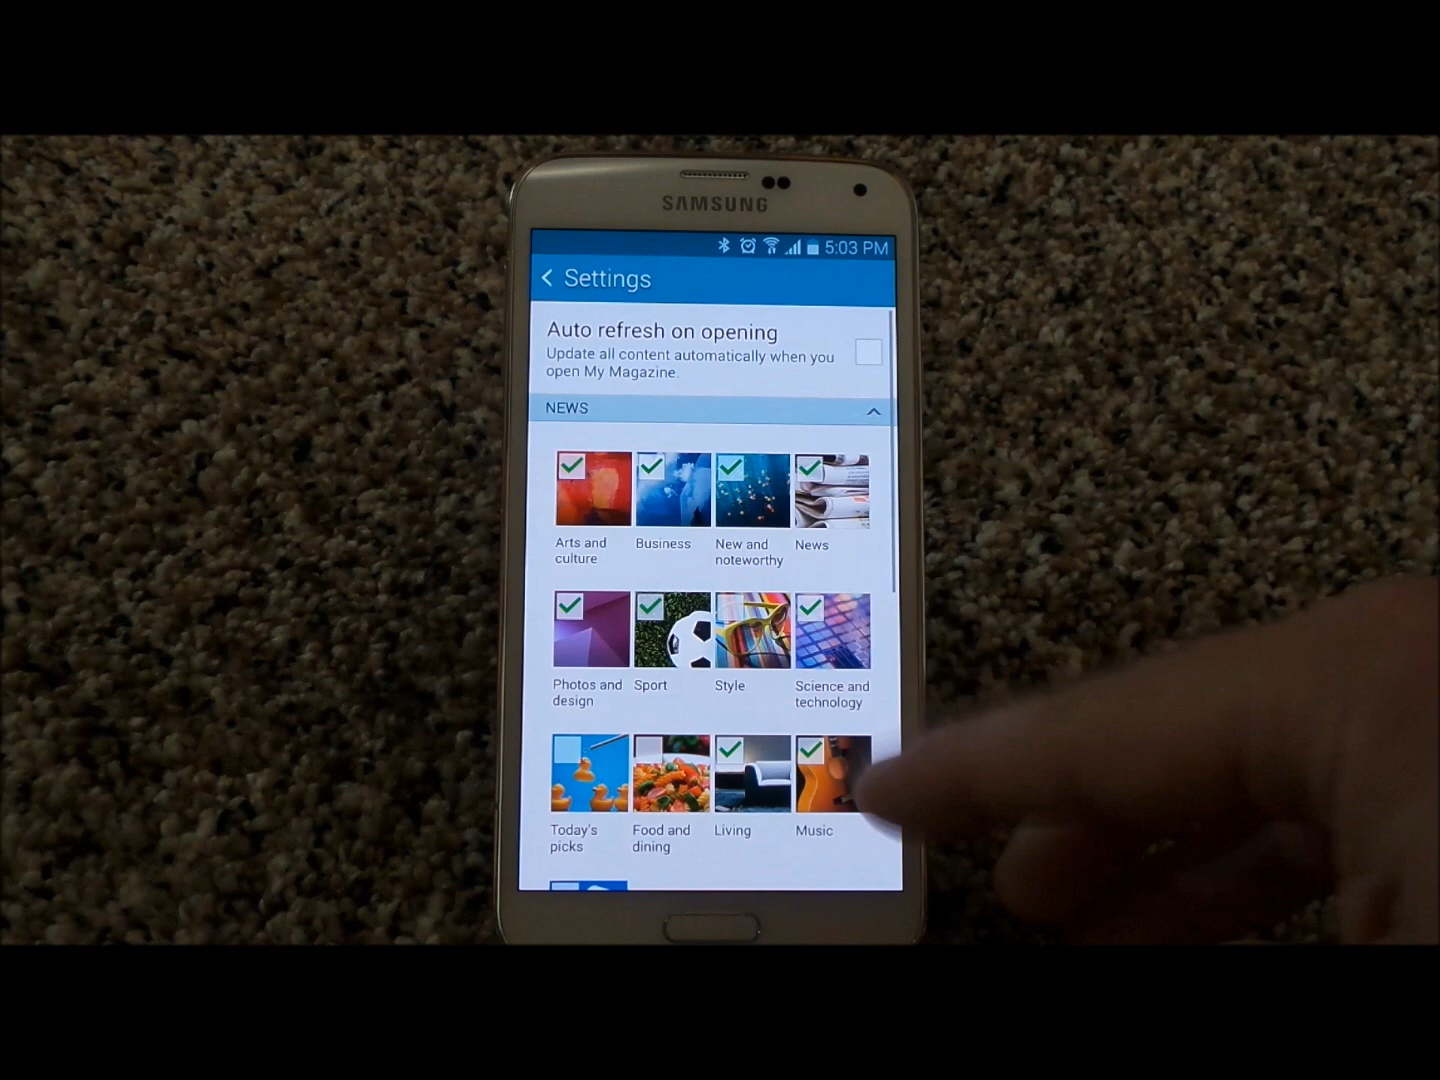 SAMSUNG
5:03 PM
Settings
Auto refresh on opening
Update all content automatically when you
open My Magazine.
NEWS
Arts and
culture
Business
New and
noteworthy
News
Photos and
design
Sport
Style
Science and
technology
Today's
picks
Food and
dining
Living
Music